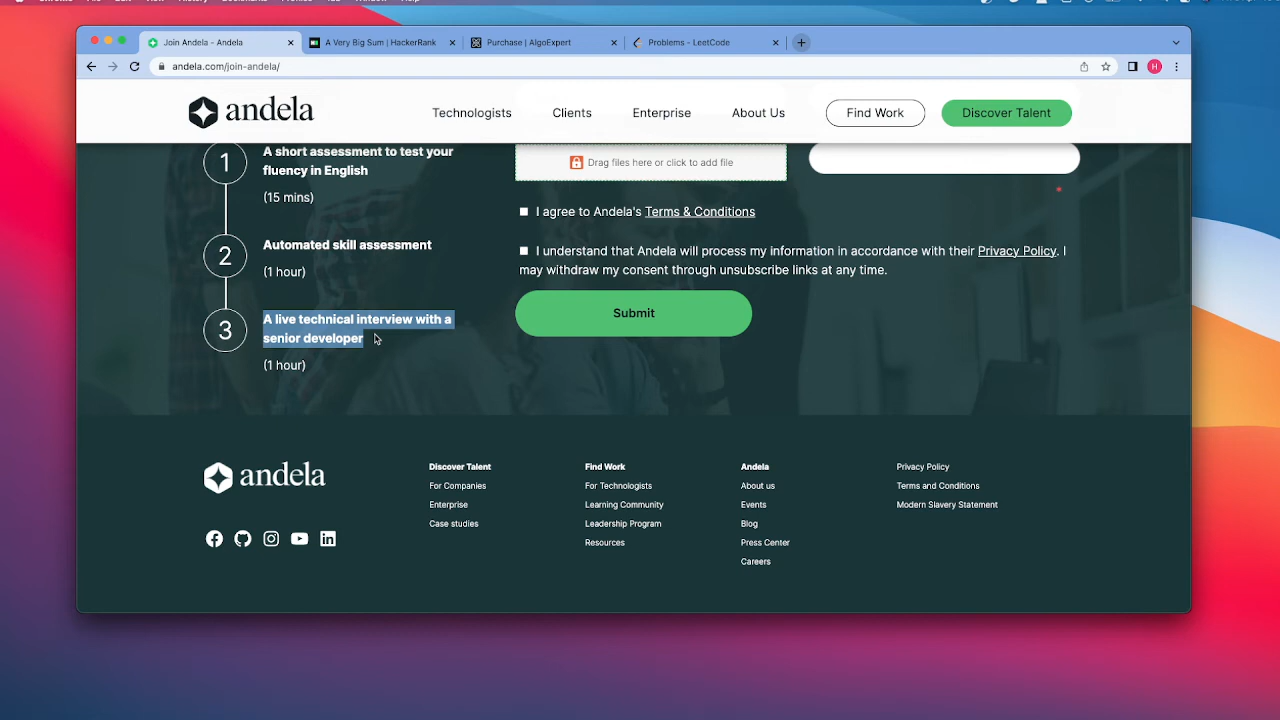 Join Andela - Andela
A Very Big Sum | HackerRank
Purchase | AlgoExpert
Problems - LeetCode
andela.com/join-andela/
H
andela
Technologists
Clients
Enterprise
About Us
Find Work
Discover Talent
1
A short assessment to test your
fluency in English
(15 mins)
2
Automated skill assessment
(1 hour)
3
A live technical interview with a
senior developer
(1 hour)
Drag files here or click to add file
I agree to Andela's Terms & Conditions
I understand that Andela will process my information in accordance with their Privacy Policy. I
may withdraw my consent through unsubscribe links at any time.
Submit
andela
Discover Talent
For Companies
Enterprise
Case studies
Find Work
For Technologists
Learning Community
Leadership Program
Resources
Andela
About us
Events
Blog
Press Center
Careers
Privacy Policy
Terms and Conditions
Modern Slavery Statement